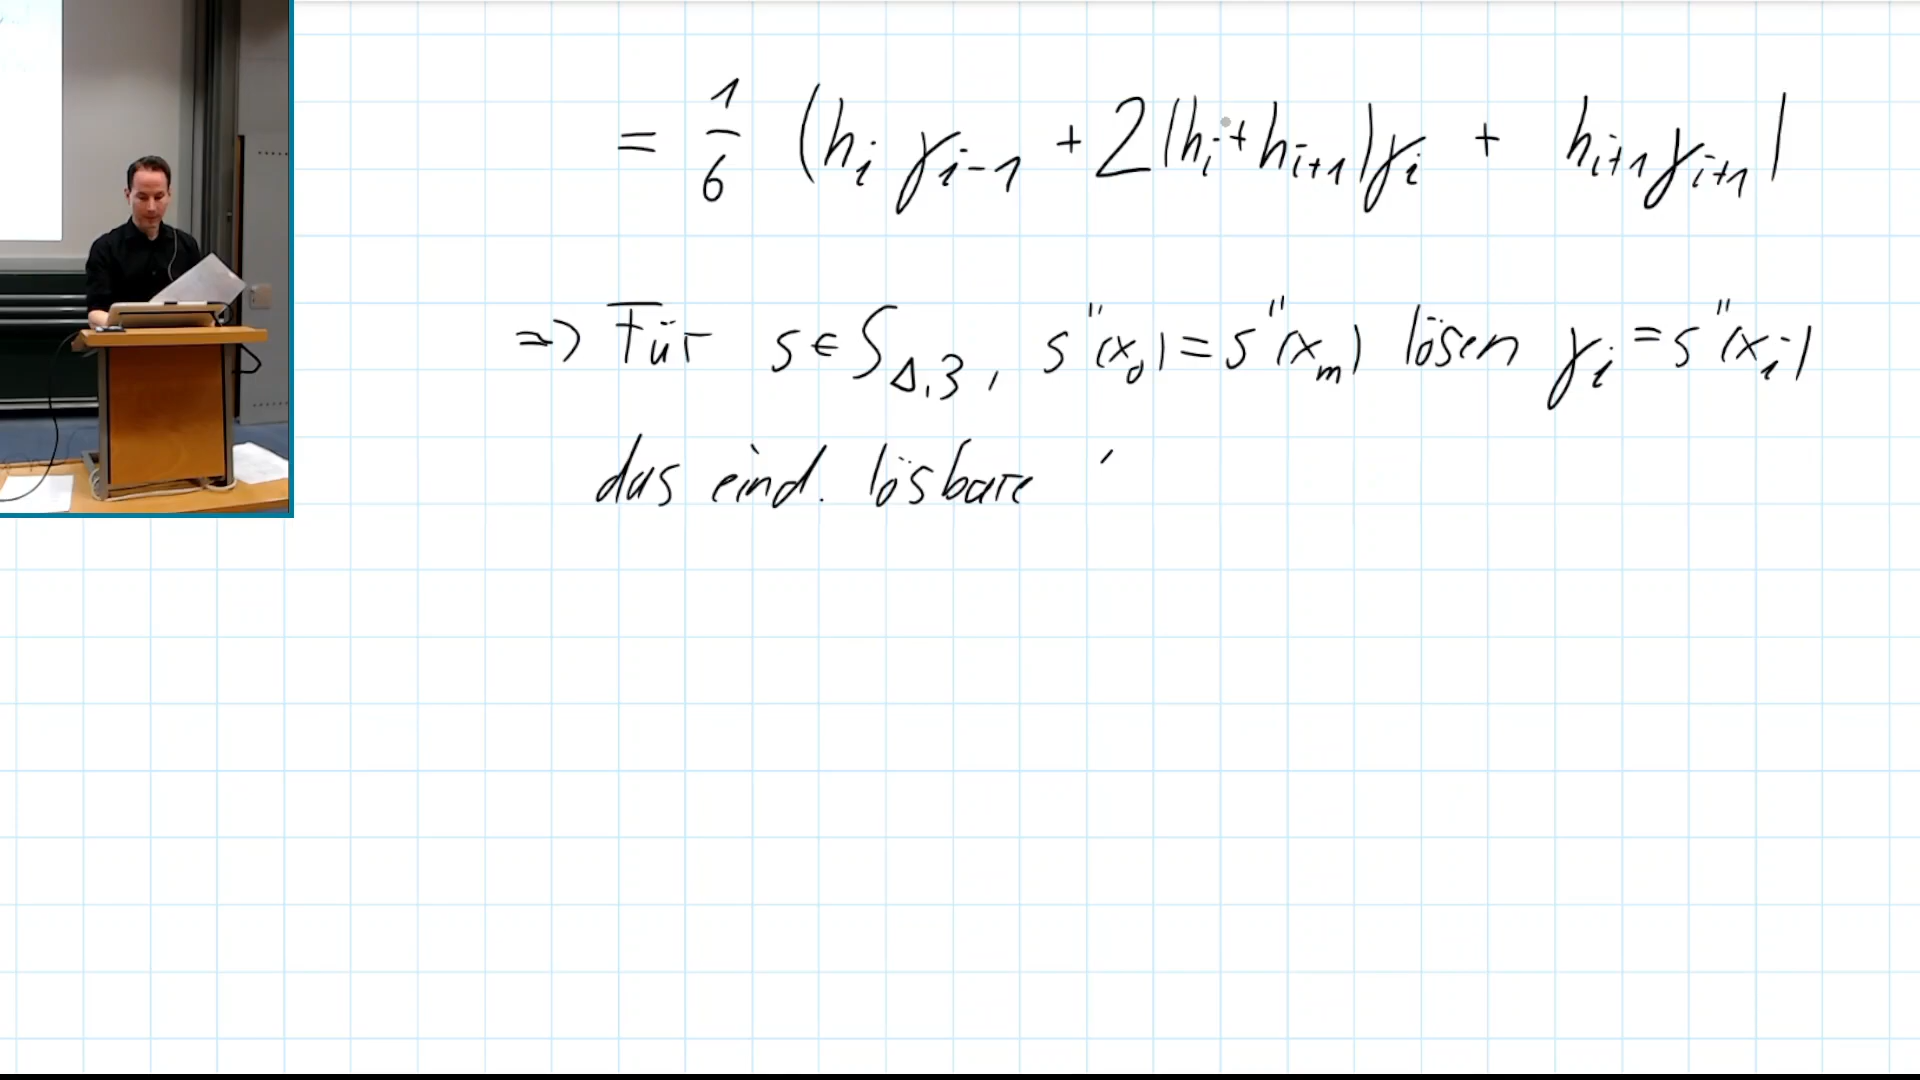 = 1/6 (h_i γ_{i-1} + 2(h_i + h_{i+1})γ_i + h_{i+1}γ_{i+1})
⇒ Für s ∈ S_{Δ,3}, s''(x_0) = s''(x_m) lösen γ_i = s''(x_i)
das eind. lösbare